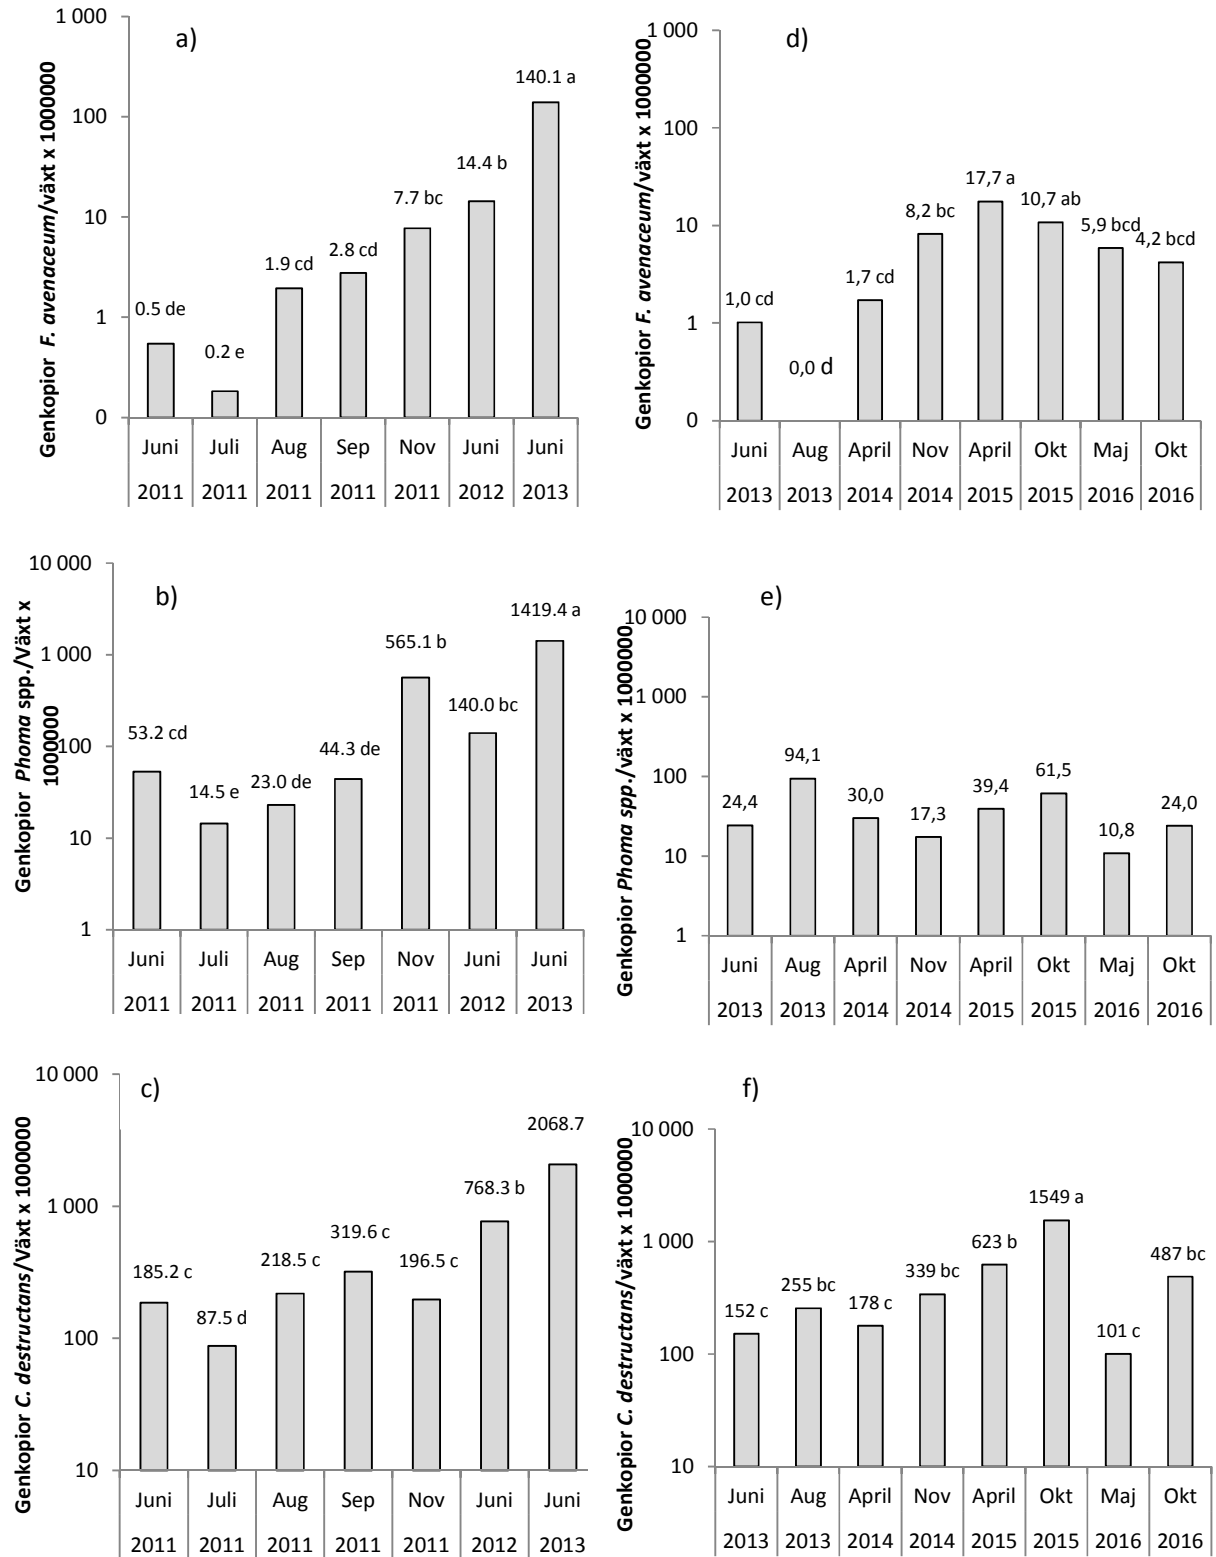 a)
Genkopior F. avenaceum/växt x 1000000
1 000
100
10
1
0
0.5 de
0.2 e
1.9 cd
2.8 cd
7.7 bc
14.4 b
140.1 a
Juni Juli Aug Sep Nov Juni Juni
2011 2011 2011 2011 2011 2012 2013
d)
Genkopior F. avenaceum/växt x 1000000
1 000
100
10
1
0
1,0 cd
0,0 d
1,7 cd
8,2 bc
17,7 a
10,7 ab
5,9 bcd
4,2 bcd
Juni Aug April Nov April Okt Maj Okt
2013 2013 2014 2014 2015 2015 2016 2016
b)
Genkopior Phoma spp./Växt x
1000000
10 000
1 000
100
10
1
53.2 cd
14.5 e
23.0 de
44.3 de
565.1 b
140.0 bc
1419.4 a
Juni Juli Aug Sep Nov Juni Juni
2011 2011 2011 2011 2011 2012 2013
e)
Genkopior Phoma spp./växt x 1000000
10 000
1 000
100
10
1
24,4
94,1
30,0
17,3
39,4
61,5
10,8
24,0
Juni Aug April Nov April Okt Maj Okt
2013 2013 2014 2014 2015 2015 2016 2016
c)
Genkopior C. destructans/Växt x 1000000
10 000
1 000
100
10
185.2 c
87.5 d
218.5 c
319.6 c
196.5 c
768.3 b
2068.7
Juni Juli Aug Sep Nov Juni Juni
2011 2011 2011 2011 2011 2012 2013
f)
Genkopior C. destructans/växt x 1000000
10 000
1 000
100
10
152 c
255 bc
178 c
339 bc
623 b
1549 a
101 c
487 bc
Juni Aug April Nov April Okt Maj Okt
2013 2013 2014 2014 2015 2015 2016 2016